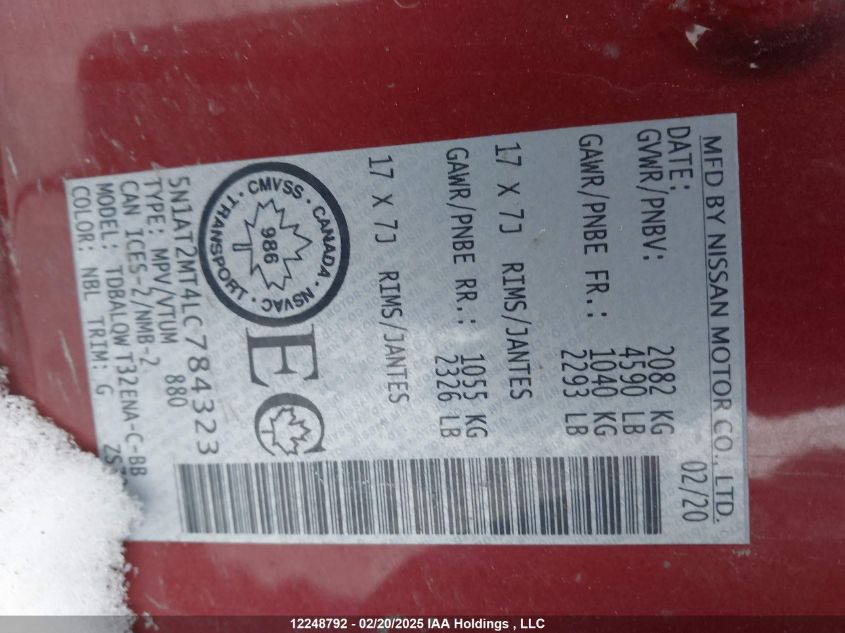 MFD BY NISSAN MOTOR CO., LTD.
DATE: 02/20
GVWR/PNBV: 2082 KG
4590 LB
GAWR/PNBE FR.: 1040 KG
2293 LB
17 X 7J RIMS/JANTES
GAWR/PNBE RR.: 1055 KG
2326 LB
17 X 7J RIMS/JANTES
CANADA · NSVAC · TRANSPORT · CMVSS ·
986
EC
5N1AT2MT4LC784323
TYPE: MPV/VTUM 880
CAN ICES-2/NMB-2
MODEL: TDBALQWT32ENA-C-BB
COLOR: NBL TRIM: G
12248792 - 02/20/2025 IAA Holdings , LLC